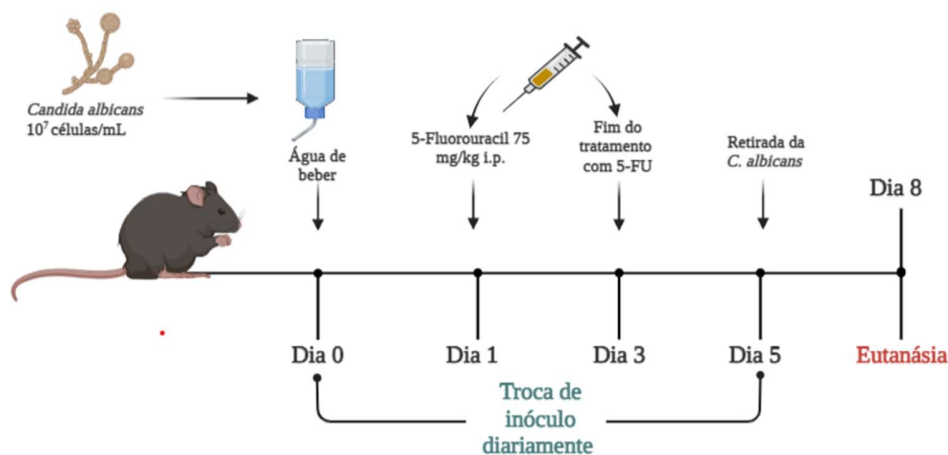 Candida albicans
10⁷ células/mL
Água de
beber
5-Fluorouracil 75
mg/kg i.p.
Fim do
tratamento
com 5-FU
Retirada da
C. albicans
Dia 8
Dia 0
Dia 1
Dia 3
Dia 5
Eutanásia
Troca de
inóculo
diariamente